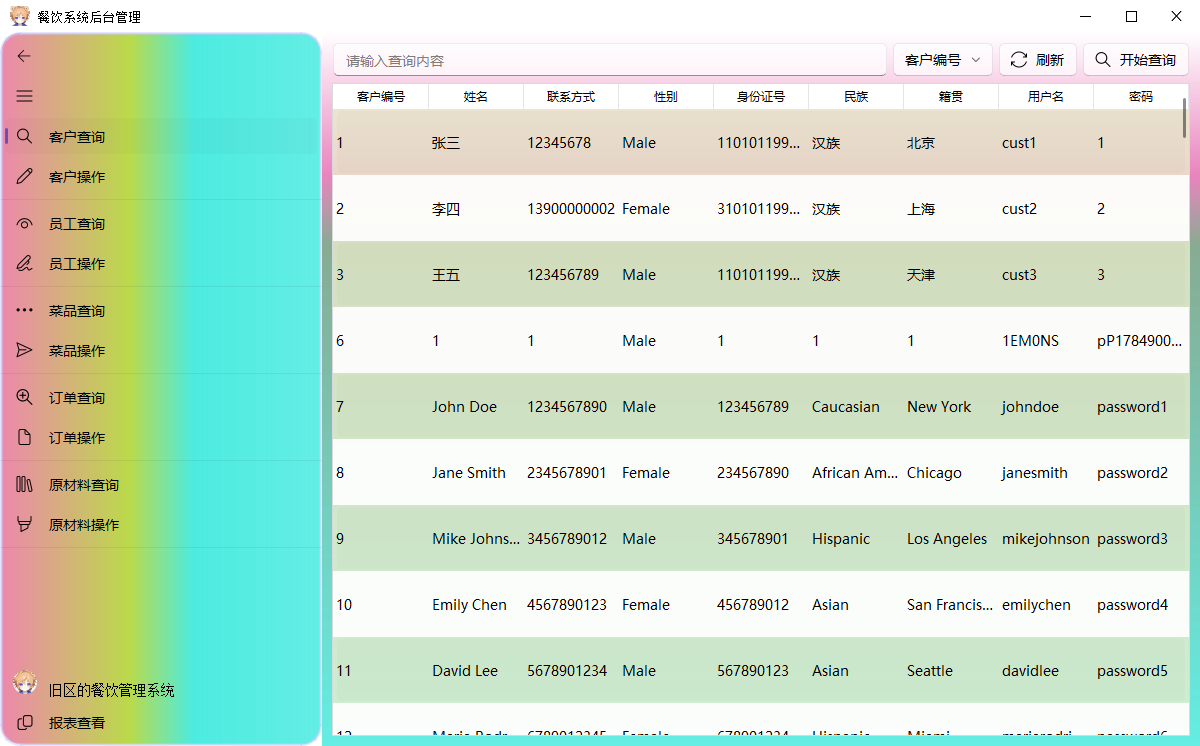 餐饮系统后台管理
客户查询
客户操作
员工查询
员工操作
菜品查询
菜品操作
订单查询
订单操作
原材料查询
原材料操作
旧区的餐饮管理系统
报表查看
请输入查询内容 客户编号 刷新 开始查询
客户编号 姓名 联系方式 性别 身份证号 民族 籍贯 用户名 密码
1 张三 12345678 Male 110101199... 汉族 北京 cust1 1
2 李四 13900000002 Female 310101199... 汉族 上海 cust2 2
3 王五 123456789 Male 110101199... 汉族 天津 cust3 3
6 1 1 Male 1 1 1 1EM0NS pP1784900...
7 John Doe 1234567890 Male 123456789 Caucasian New York johndoe password1
8 Jane Smith 2345678901 Female 234567890 African Am... Chicago janesmith password2
9 Mike Johns... 3456789012 Male 345678901 Hispanic Los Angeles mikejohnson password3
10 Emily Chen 4567890123 Female 456789012 Asian San Francis... emilychen password4
11 David Lee 5678901234 Male 567890123 Asian Seattle davidlee password5